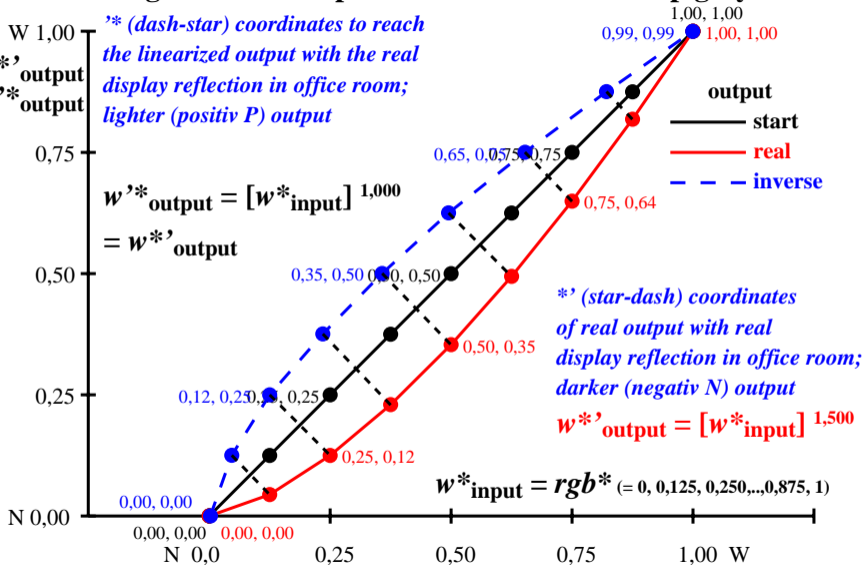 1,00, 1,00
W 1,00
'* (dash-star) coordinates to reach
the linearized output with the real
display reflection in office room;
lighter (positiv P) output
0,99, 0,99
1,00, 1,00
*’output
’*output
output
start
real
inverse
0,75
0,65, 0,75
0,75, 0,75
0,75, 0,64
w’*output = [w*input] 1,000
= w*’output
0,50
0,35, 0,50
0,50, 0,50
*’ (star-dash) coordinates
of real output with real
display reflection in office room;
darker (negativ N) output
0,50, 0,35
w*’output = [w*input] 1,500
0,25
0,12, 0,25
0,25, 0,25
0,25, 0,12
w*input = rgb* (= 0, 0,125, 0,250,..,0,875, 1)
0,00, 0,00
N 0,00
0,00, 0,00
0,00, 0,00
N 0,0
0,25
0,50
0,75
1,00 W